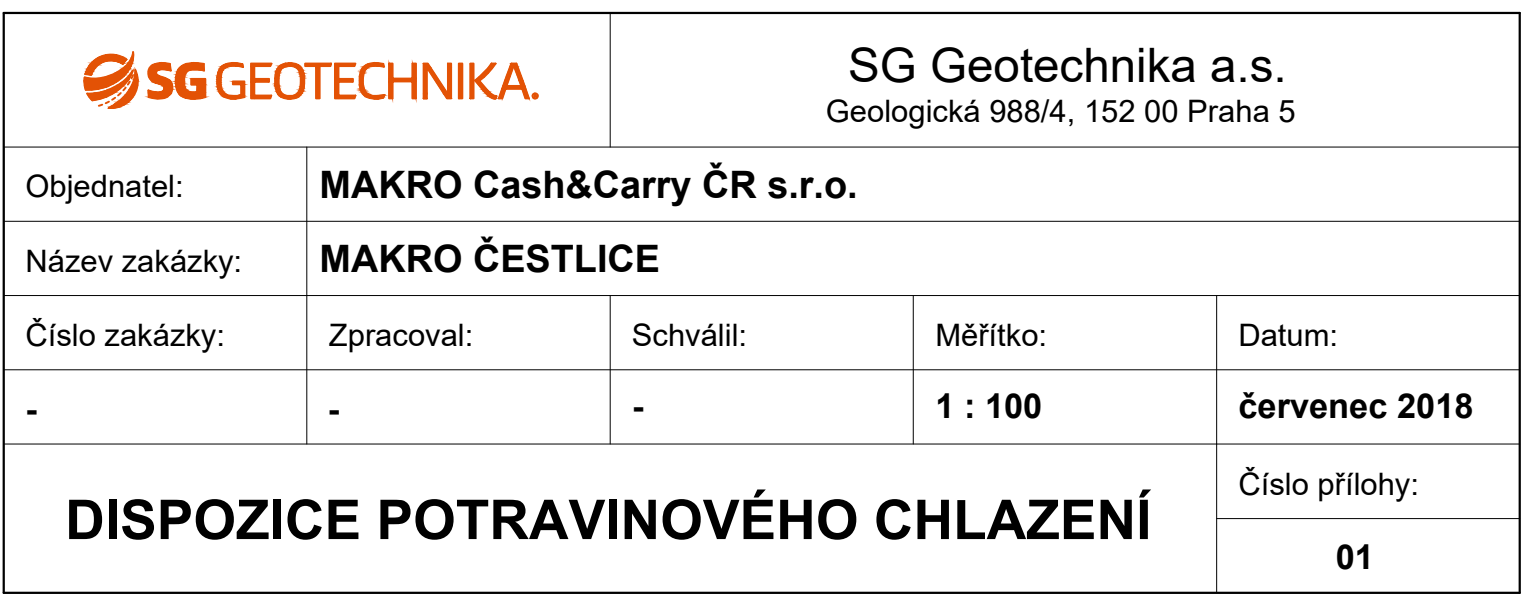 SG GEOTECHNIKA.
SG Geotechnika a.s.
Geologická 988/4, 152 00 Praha 5
Objednatel: MAKRO Cash&Carry ČR s.r.o.
Název zakázky: MAKRO ČESTLICE
Číslo zakázky: Zpracoval: Schválil: Měřítko: Datum:
- - - 1 : 100 červenec 2018
DISPOZICE POTRAVINOVÉHO CHLAZENÍ
Číslo přílohy:
01